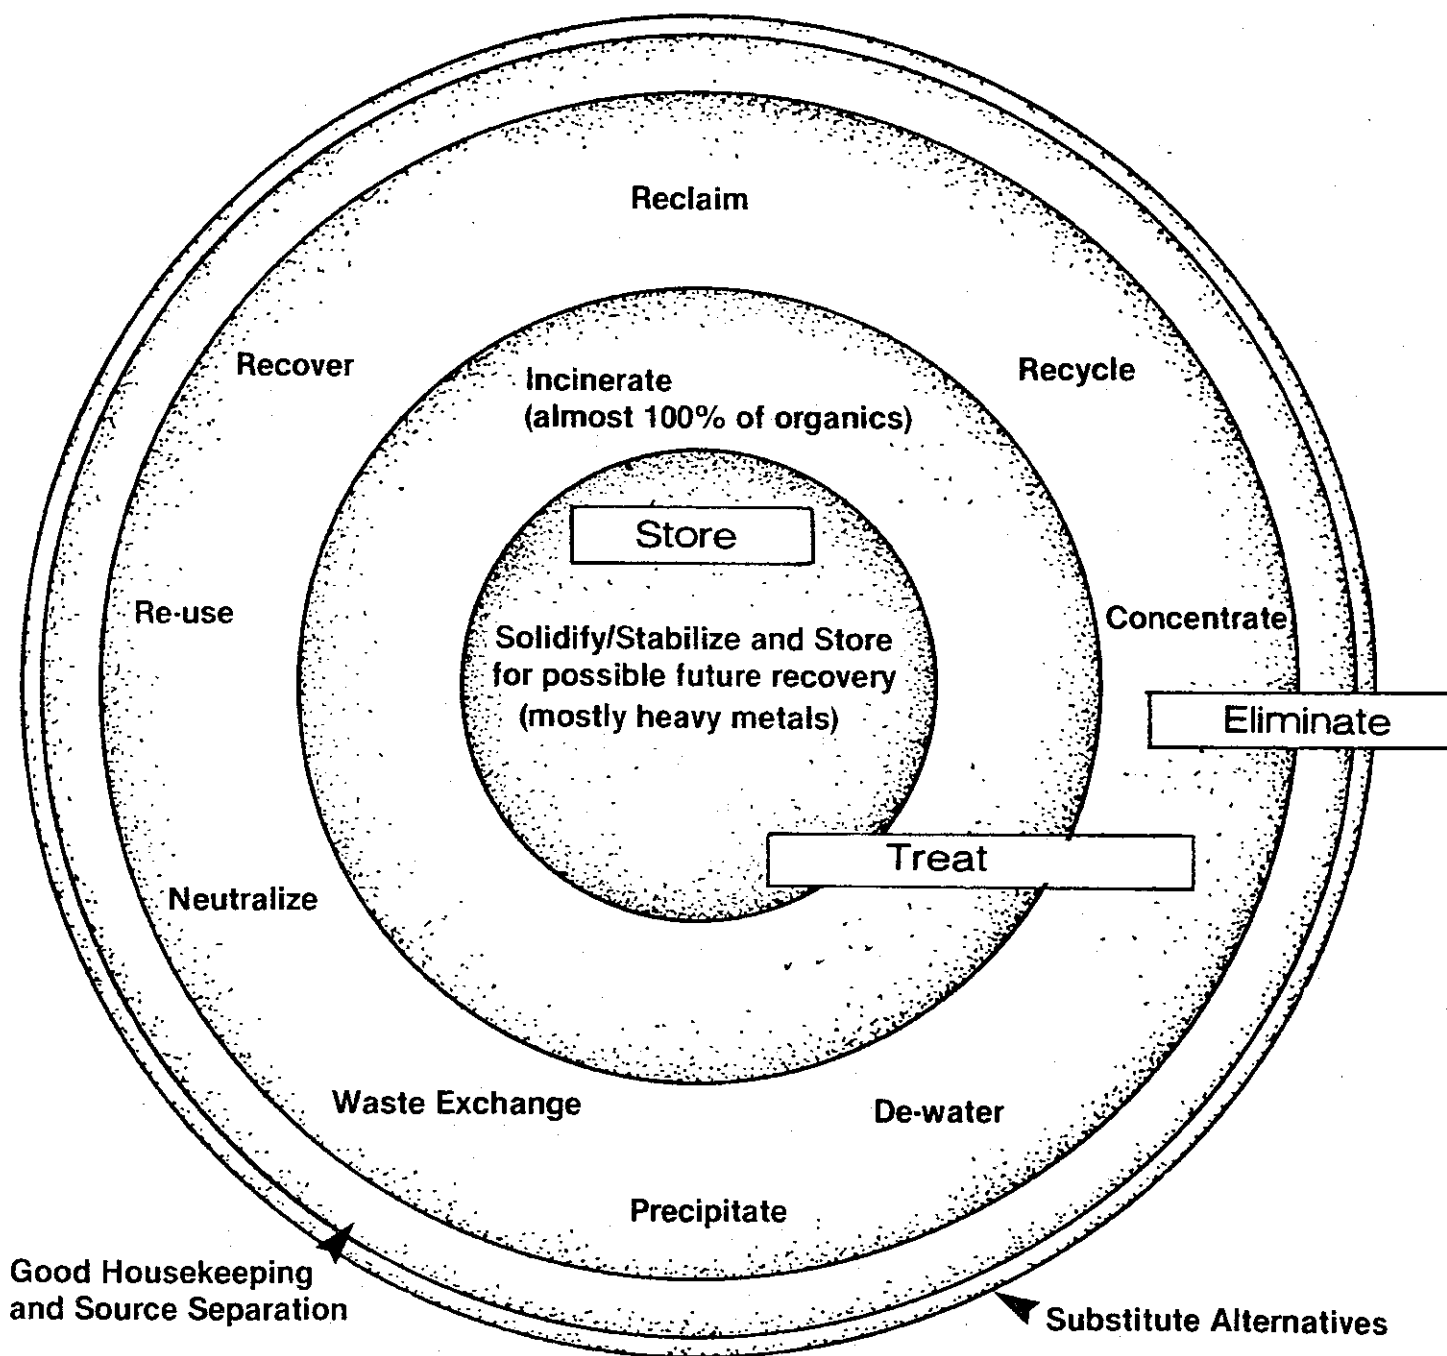 Reclaim
Recover
Recycle
Incinerate
(almost 100% of organics)
Store
Re-use
Concentrate
Solidify/Stabilize and Store
for possible future recovery
(mostly heavy metals)
Eliminate
Treat
Neutralize
Waste Exchange
De-water
Precipitate
Good Housekeeping
and Source Separation
Substitute Alternatives